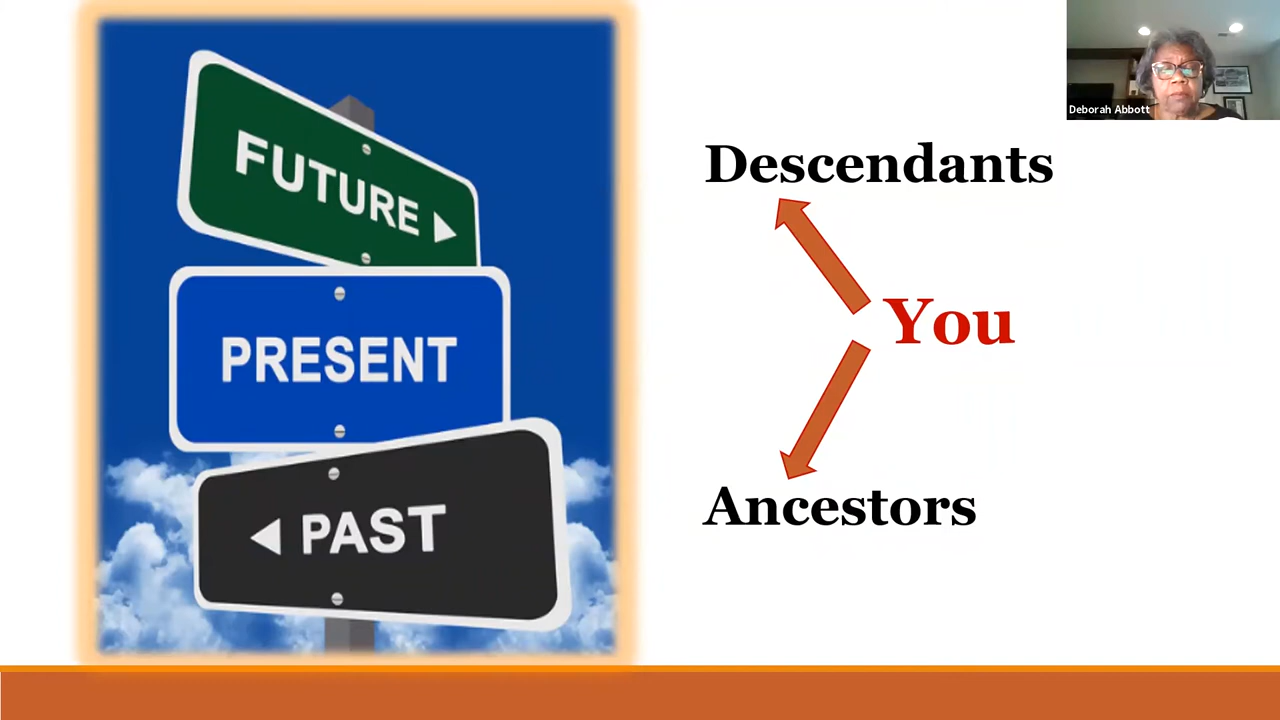 FUTURE
PRESENT
PAST
Descendants
You
Ancestors
Deborah Abbott